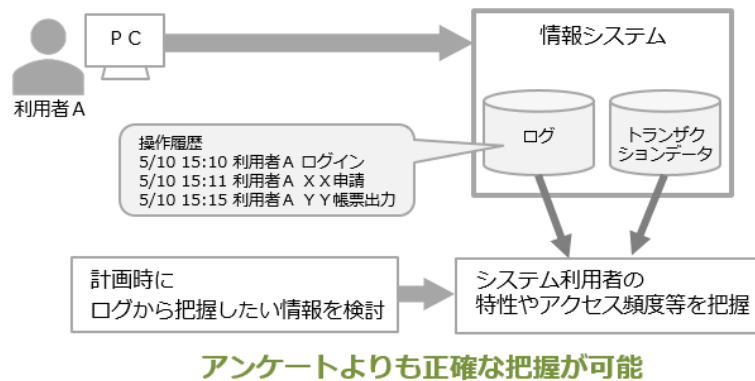 PC
利用者A
情報システム
ログ
トランザク
ションデータ
操作履歴
5/10 15:10 利用者A ログイン
5/10 15:11 利用者A XX申請
5/10 15:15 利用者A YY帳票出力
計画時に
ログから把握したい情報を検討
システム利用者の
特性やアクセス頻度等を把握
アンケートよりも正確な把握が可能